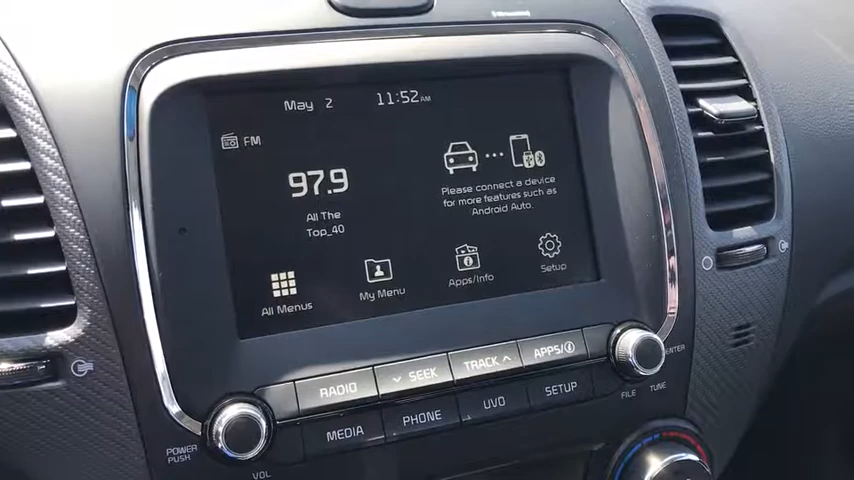 May 2 11:52 AM
FM
97.9
All The
Top_40
Please connect a device
for more features such as
Android Auto.
All Menus
My Menu
Apps/Info
Setup
RADIO
SEEK
TRACK
APPS/i
ENTER
MEDIA
PHONE
UVO
SETUP
FILE
TUNE
POWER
PUSH
VOL